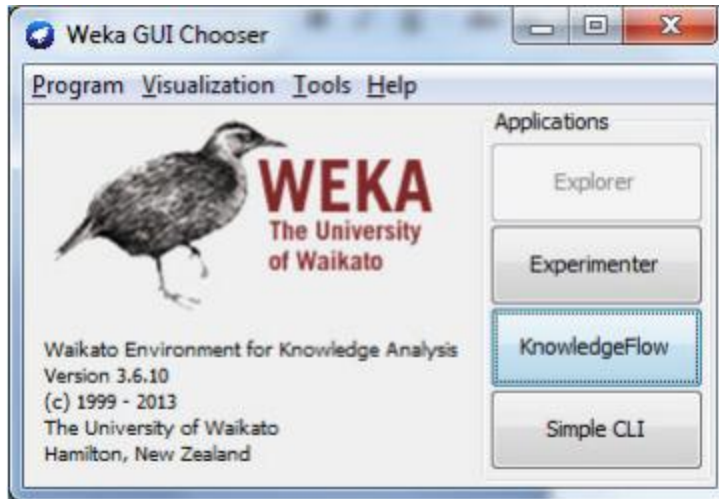 Weka GUI Chooser
Program Visualization Tools Help
Applications
WEKA
The University
of Waikato
Explorer
Experimenter
KnowledgeFlow
Simple CLI
Waikato Environment for Knowledge Analysis
Version 3.6.10
(c) 1999 - 2013
The University of Waikato
Hamilton, New Zealand